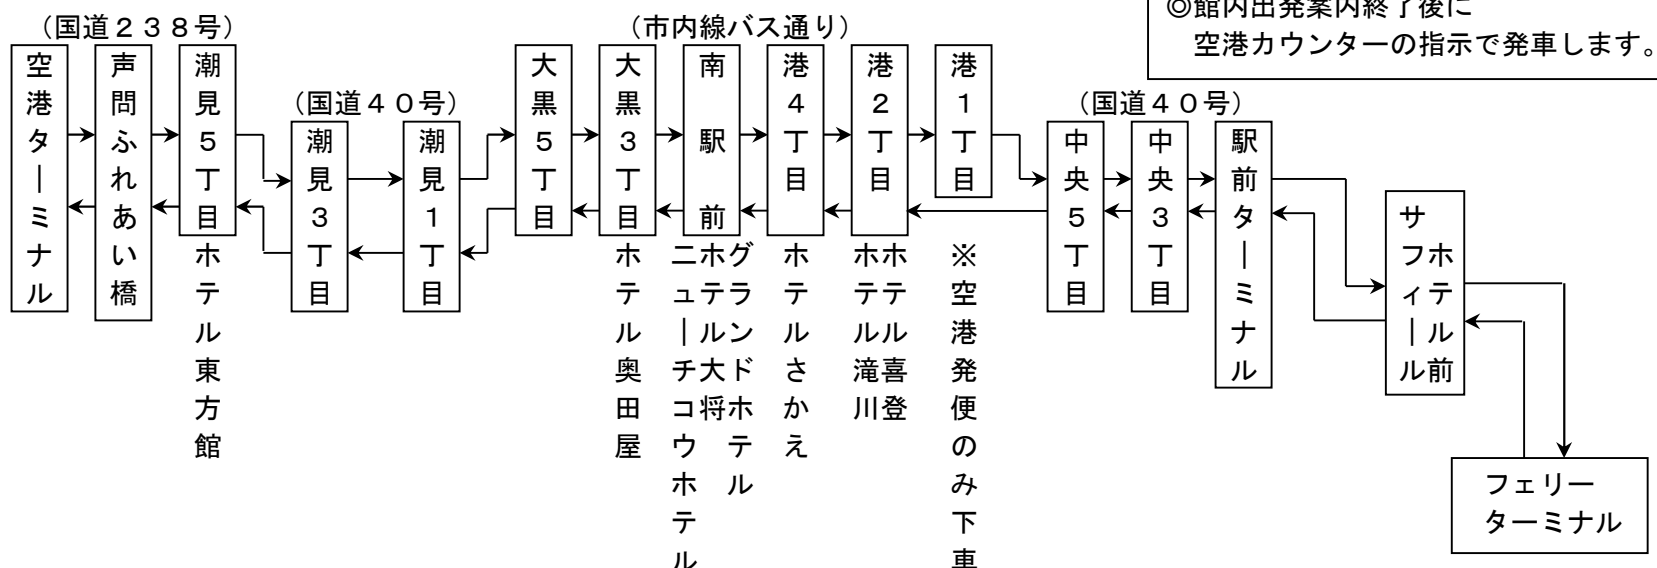 ◎館内出発案内終了後に
空港カウンターの指示で発車します。
(国道238号)
(市内線バス通り)
(国道40号)
(国道40号)
空港ターミナル
声問ふれあい橋
潮見5丁目
ホテル東方館
潮見3丁目
潮見1丁目
大黒5丁目
大黒3丁目
ホテル奥田屋
南駅前
グランドホテル
ホテル大将
ニューチコウホテル
港4丁目
ホテルさかえ
港2丁目
ホテル喜登
ホテル滝川
港1丁目
※空港発便のみ下車
中央5丁目
中央3丁目
駅前ターミナル
サフィール
ホテル前
フェリー
ターミナル